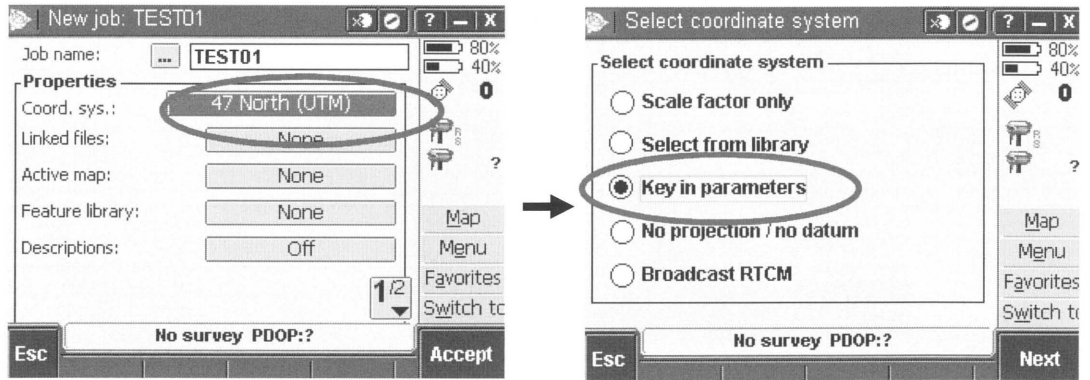 New job: TEST01
? – X
Job name: ... TEST01
80%
40%
Properties
Coord. sys.: 47 North (UTM)
0
Linked files: None
Active map: None
?
Feature library: None
Map
Descriptions: Off
Menu
1/2
Favorites
Switch to
No survey PDOP:?
Esc
Accept
Select coordinate system
? – X
80%
40%
Select coordinate system
Scale factor only
0
Select from library
?
Key in parameters
No projection / no datum
Map
Broadcast RTCM
Menu
Favorites
Switch to
No survey PDOP:?
Esc
Next